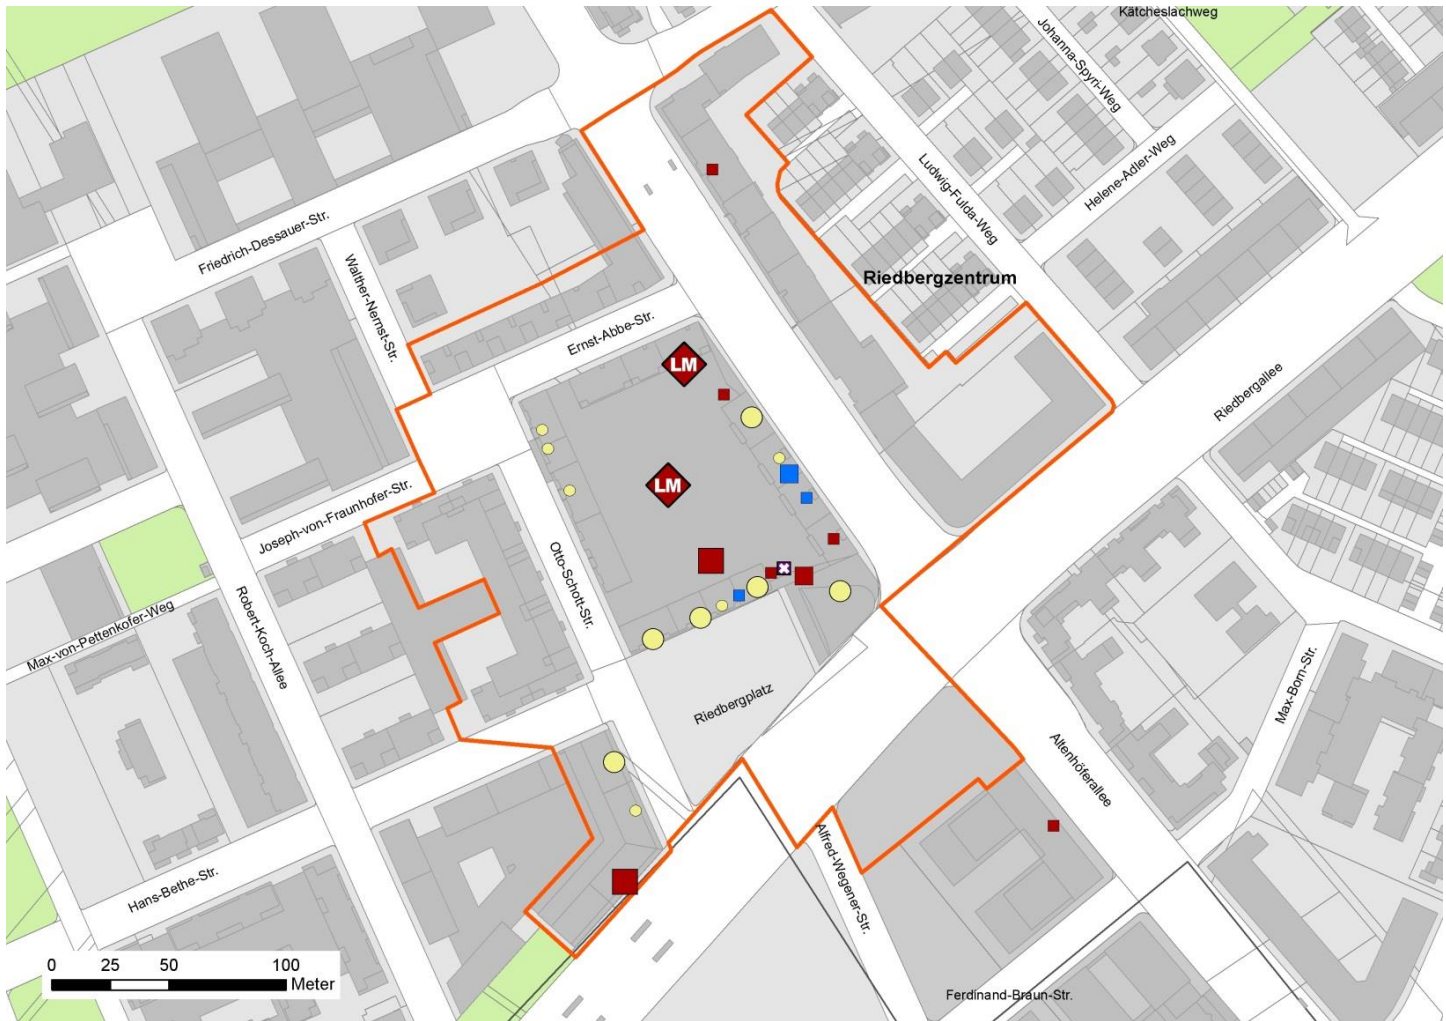 Kätcheslachweg
Johanna-Spyri-Weg
Helene-Adler-Weg
Ludwig-Fulda-Weg
Friedrich-Dessauer-Str.
Walther-Nernst-Str.
Riedbergzentrum
Ernst-Abbe-Str.
LM
Riedbergallee
LM
Joseph-von-Fraunhofer-Str.
Otto-Schott-Str.
Max-von-Pettenkofer-Weg
Robert-Koch-Allee
Riedbergplatz
Max-Born-Str.
Altenhöferallee
Alfred-Wegener-Str.
Hans-Bethe-Str.
0 25 50 100
Meter
Ferdinand-Braun-Str.